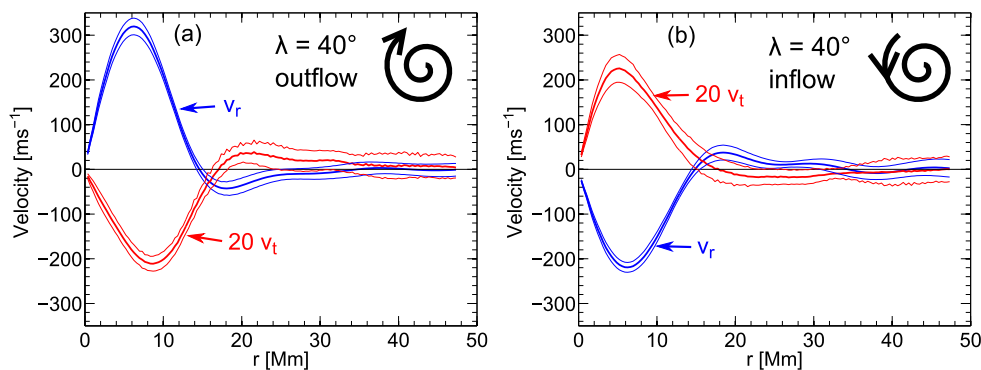 (a)
λ = 40°
outflow
v_r
20 v_t
Velocity [ms⁻¹]
300
200
100
0
−100
−200
−300
0 10 20 30 40 50
r [Mm]
(b)
λ = 40°
inflow
20 v_t
v_r
Velocity [ms⁻¹]
300
200
100
0
−100
−200
−300
0 10 20 30 40 50
r [Mm]